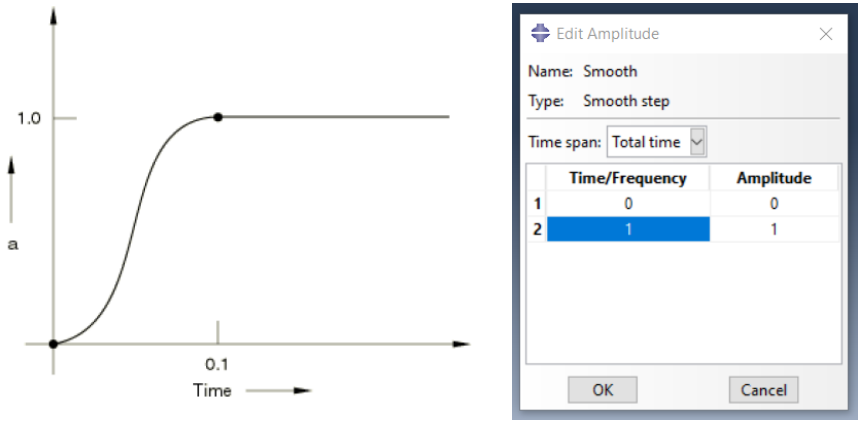 1.0
a
0.1
Time
Edit Amplitude
Name: Smooth
Type: Smooth step
Time span: Total time
Time/Frequency Amplitude
1 0 0
2 1 1
OK Cancel